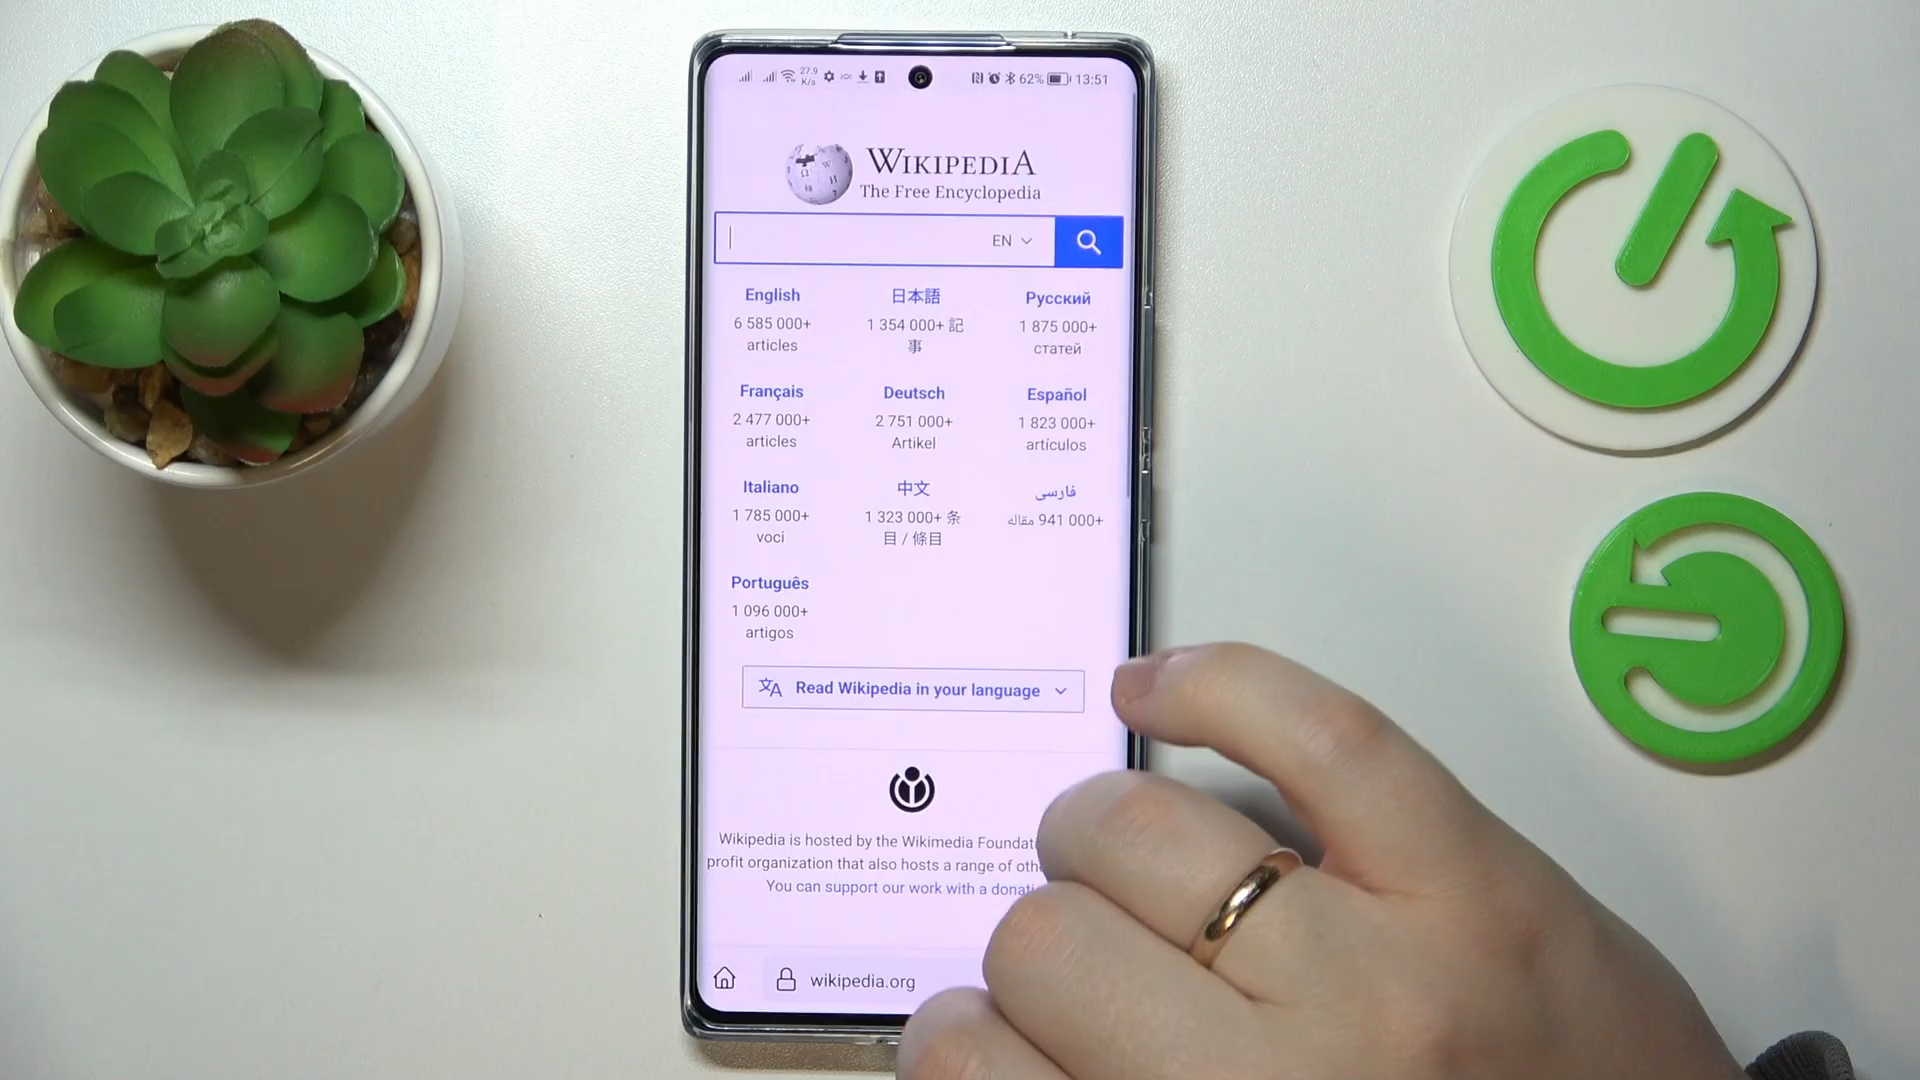 27.9
K/s
62%
13:51
WIKIPEDIA
The Free Encyclopedia
EN
English
6 585 000+
articles
日本語
1 354 000+ 記
事
Русский
1 875 000+
статей
Français
2 477 000+
articles
Deutsch
2 751 000+
Artikel
Español
1 823 000+
artículos
Italiano
1 785 000+
voci
中文
1 323 000+ 条
目 / 條目
فارسی
۹41 000+ مقاله
Português
1 096 000+
artigos
Read Wikipedia in your language
Wikipedia is hosted by the Wikimedia
profit organization that also hosts a range of
You can support our work with a
wikipedia.org